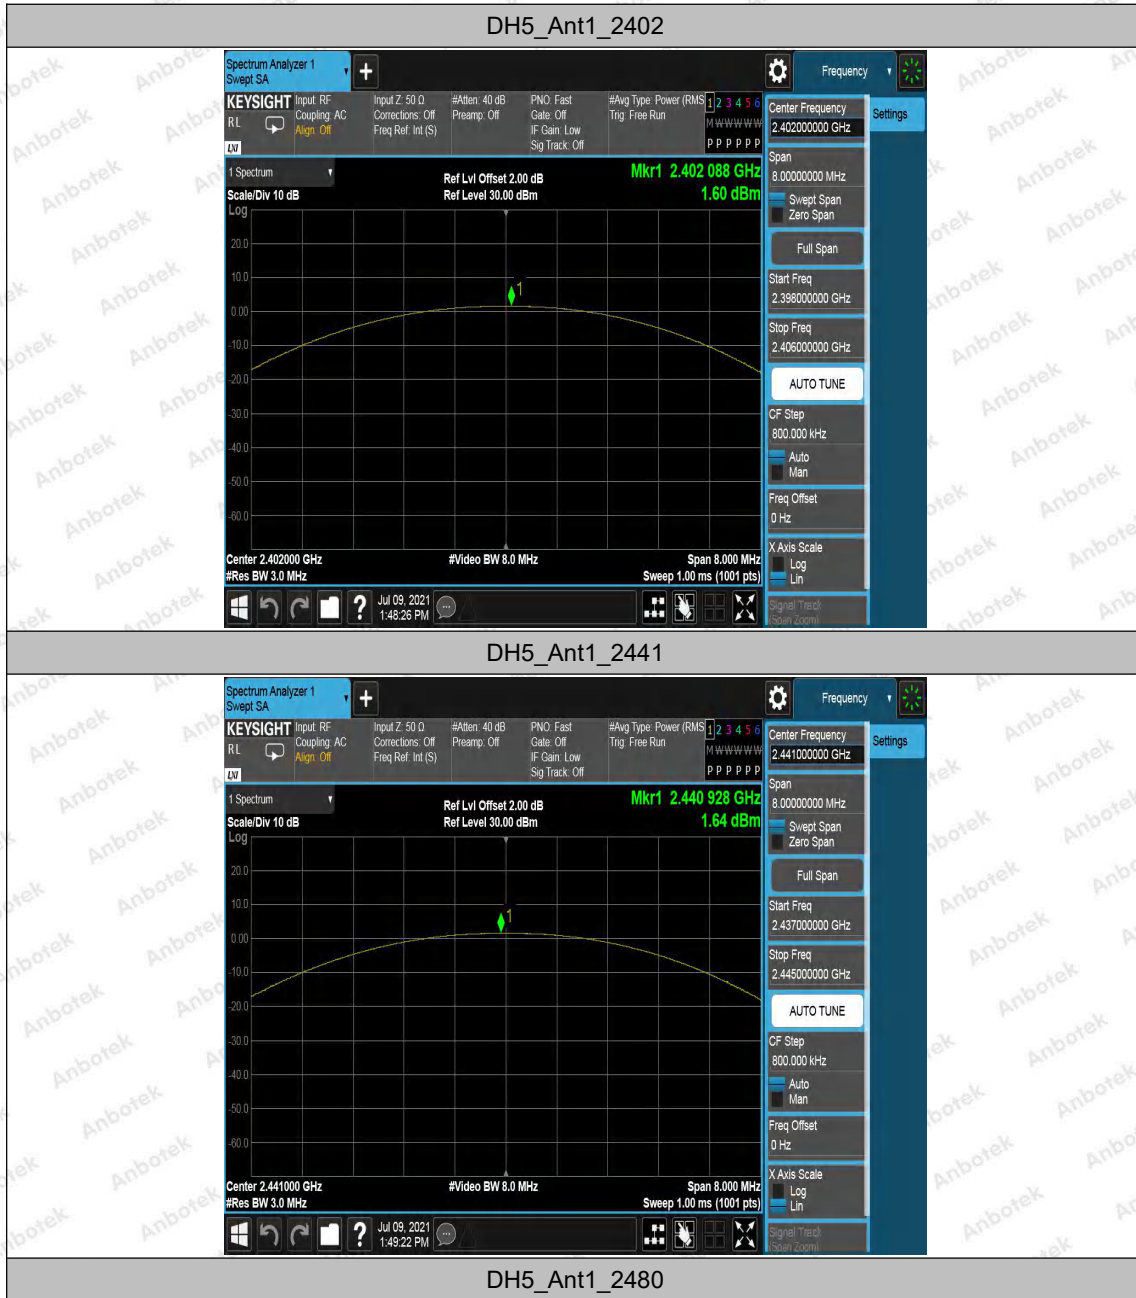 DH5_Ant1_2402
Spectrum Analyzer 1
Swept SA
Frequency
KEYSIGHT
RL
LXI
Input: RF
Coupling: AC
Align: Off
Input Z: 50 Ω
Corrections: Off
Freq Ref: Int (S)
#Atten: 40 dB
Preamp: Off
PNO: Fast
Gate: Off
IF Gain: Low
Sig Track: Off
#Avg Type: Power (RMS
Trig: Free Run
1 2 3 4 5 6
M W W W W W
P P P P P P
Center Frequency
2.402000000 GHz
Settings
Span
8.00000000 MHz
Swept Span
Zero Span
Full Span
Start Freq
2.398000000 GHz
Stop Freq
2.406000000 GHz
AUTO TUNE
CF Step
800.000 kHz
Auto
Man
Freq Offset
0 Hz
X Axis Scale
Log
Lin
Signal Track
(Span Zoom)
1 Spectrum
Scale/Div 10 dB
Ref Lvl Offset 2.00 dB
Ref Level 30.00 dBm
Mkr1 2.402 088 GHz
1.60 dBm
Log
20.0
10.0
0.00
-10.0
-20.0
-30.0
-40.0
-50.0
-60.0
1
Center 2.402000 GHz
#Res BW 3.0 MHz
#Video BW 8.0 MHz
Span 8.000 MHz
Sweep 1.00 ms (1001 pts)
Jul 09, 2021
1:48:26 PM
DH5_Ant1_2441
Spectrum Analyzer 1
Swept SA
Frequency
KEYSIGHT
RL
LXI
Input: RF
Coupling: AC
Align: Off
Input Z: 50 Ω
Corrections: Off
Freq Ref: Int (S)
#Atten: 40 dB
Preamp: Off
PNO: Fast
Gate: Off
IF Gain: Low
Sig Track: Off
#Avg Type: Power (RMS
Trig: Free Run
1 2 3 4 5 6
M W W W W W
P P P P P P
Center Frequency
2.441000000 GHz
Settings
Span
8.00000000 MHz
Swept Span
Zero Span
Full Span
Start Freq
2.437000000 GHz
Stop Freq
2.445000000 GHz
AUTO TUNE
CF Step
800.000 kHz
Auto
Man
Freq Offset
0 Hz
X Axis Scale
Log
Lin
Signal Track
(Span Zoom)
1 Spectrum
Scale/Div 10 dB
Ref Lvl Offset 2.00 dB
Ref Level 30.00 dBm
Mkr1 2.440 928 GHz
1.64 dBm
Log
20.0
10.0
0.00
-10.0
-20.0
-30.0
-40.0
-50.0
-60.0
1
Center 2.441000 GHz
#Res BW 3.0 MHz
#Video BW 8.0 MHz
Span 8.000 MHz
Sweep 1.00 ms (1001 pts)
Jul 09, 2021
1:49:22 PM
DH5_Ant1_2480